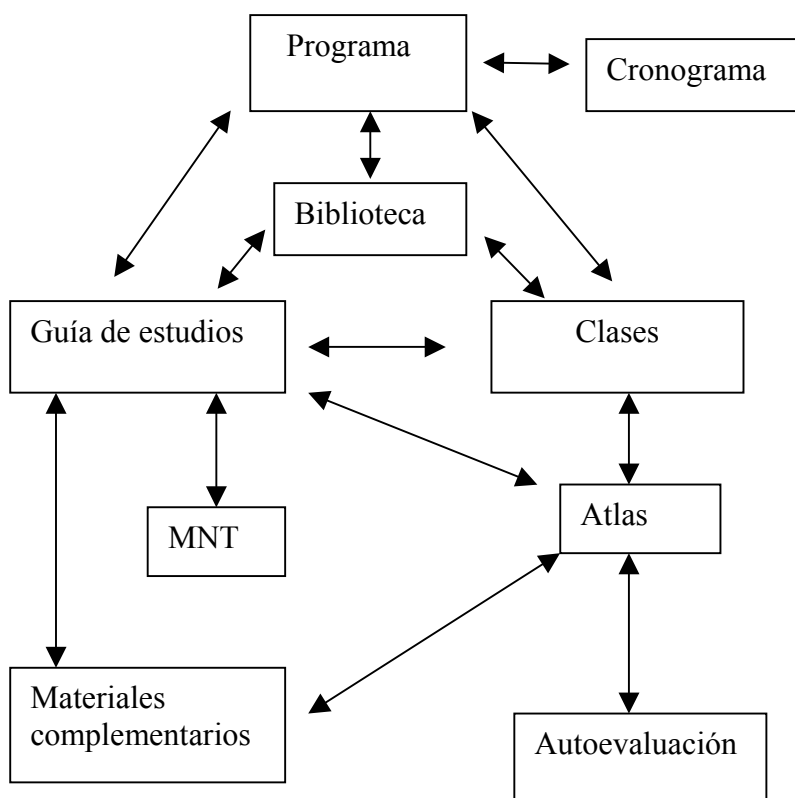 Programa
Cronograma
Biblioteca
Guía de estudios
Clases
Atlas
MNT
Materiales
complementarios
Autoevaluación